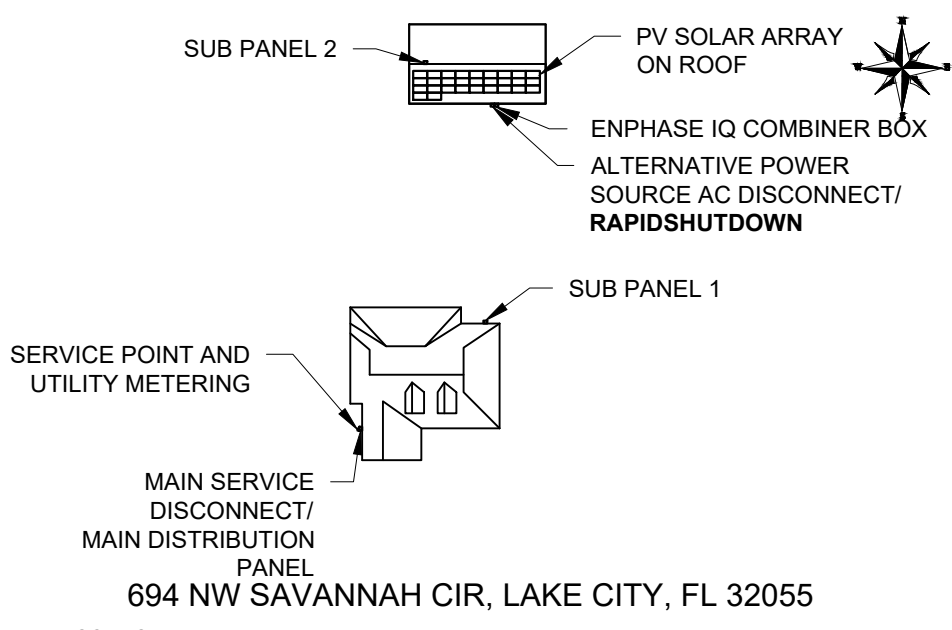 SUB PANEL 2
PV SOLAR ARRAY
ON ROOF
ENPHASE IQ COMBINER BOX
ALTERNATIVE POWER
SOURCE AC DISCONNECT/
RAPIDSHUTDOWN
SUB PANEL 1
SERVICE POINT AND
UTILITY METERING
MAIN SERVICE
DISCONNECT/
MAIN DISTRIBUTION
PANEL
694 NW SAVANNAH CIR, LAKE CITY, FL 32055